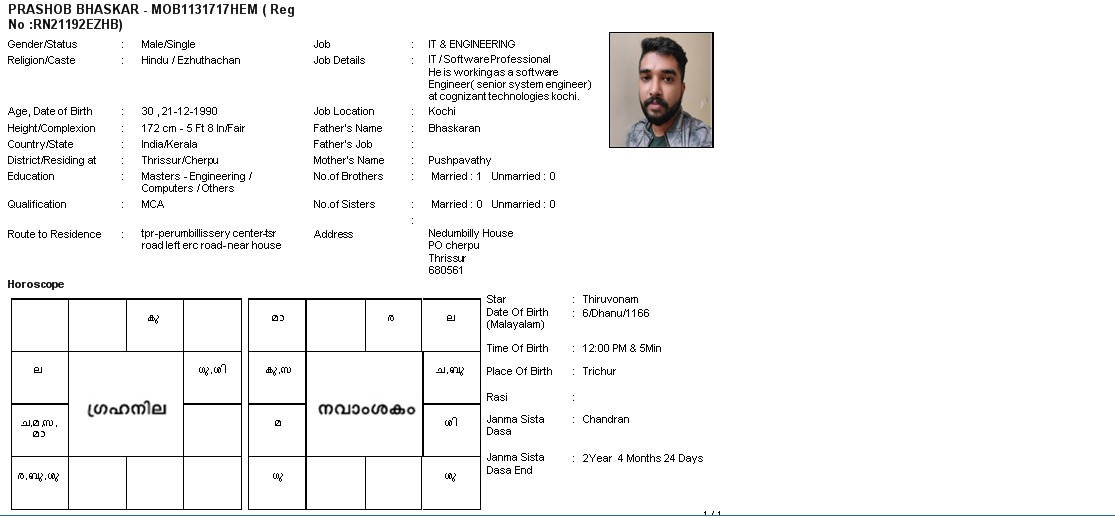 PRASHOB BHASKAR - MOB1131717HEM ( Reg
No :RN21192EZHB)
Gender/Status : Male/Single Job : IT & ENGINEERING
Religion/Caste : Hindu / Ezhuthachan Job Details : IT / Software Professional
He is working as a software
Engineer( senior system engineer)
at cognizant technologies kochi.
Age, Date of Birth : 30 , 21-12-1990 Job Location : Kochi
Height/Complexion : 172 cm - 5 Ft 8 In/Fair Father's Name : Bhaskaran
Country/State : India/Kerala Father's Job :
District/Residing at : Thrissur/Cherpu Mother's Name : Pushpavathy
Education : Masters - Engineering / No.of Brothers : Married : 1 Unmarried : 0
Computers / Others
Qualification : MCA No.of Sisters : Married : 0 Unmarried : 0
:
Route to Residence : tpr-perumbillissery center-tsr Address Nedumbilly House
road left erc road-near house PO cherpu
Thrissur
680561
Horoscope
കു മാ ര ല Star : Thiruvonam
Date Of Birth : 6/Dhanu/1166
(Malayalam)
Time Of Birth : 12:00 PM & 5Min
ല ഗു,ശി കു,സ ച,ബു Place Of Birth : Trichur
Rasi :
ഗ്രഹനില നവാംശകം
ച,മ,സ, മ ശി Janma Sista : Chandran
മാ Dasa
ര,ബു,ശു ഗു ശു Janma Sista : 2Year 4 Months 24 Days
Dasa End
1 / 1